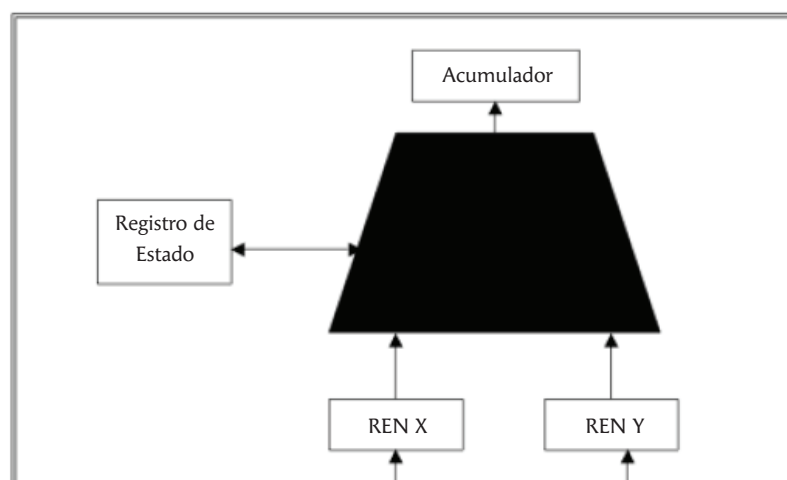 Acumulador
Registro de
Estado
REN X
REN Y